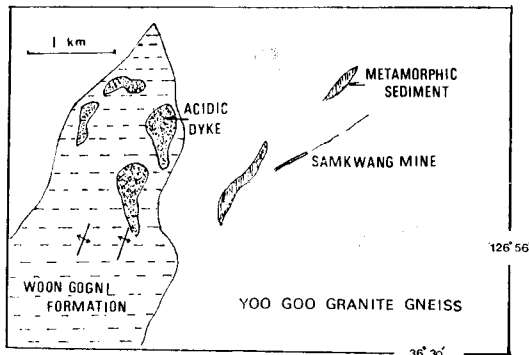 1 km
METAMORPHIC
SEDIMENT
ACIDIC
DYKE
SAMKWANG MINE
126° 56
WOON GOGNI
FORMATION
YOO GOO GRANITE GNEISS
36° 30'